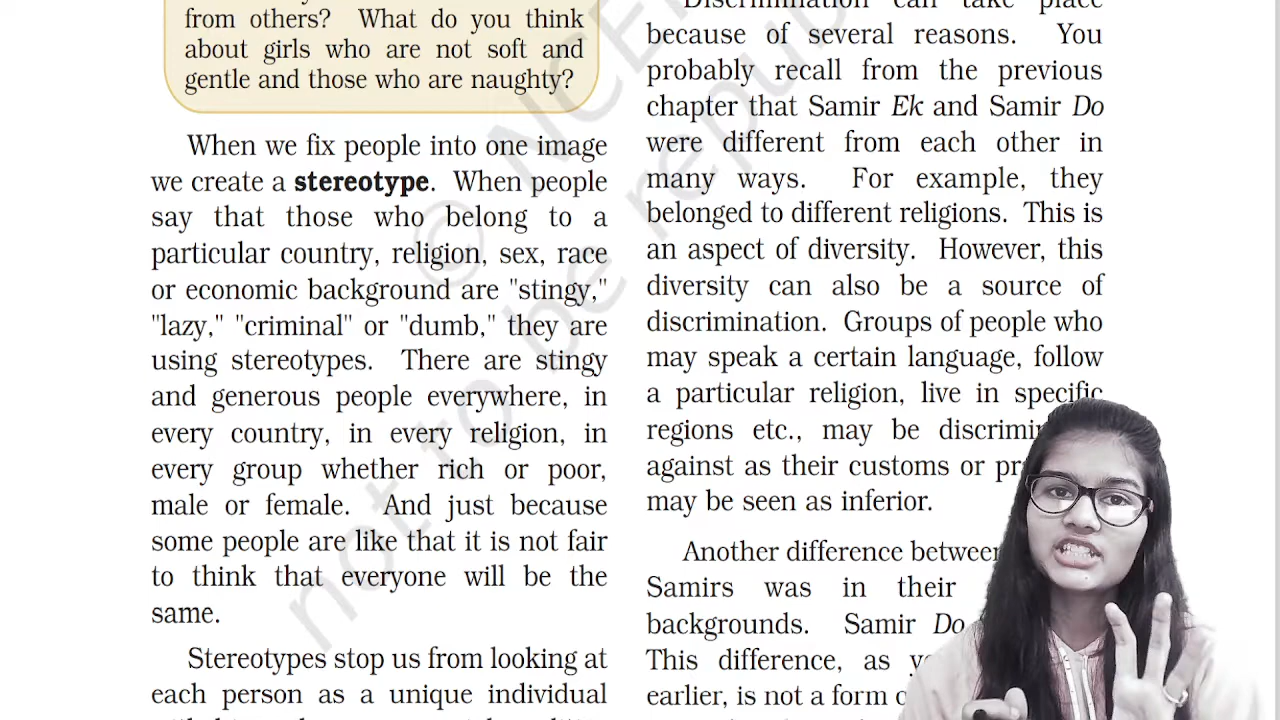 from others? What do you think
about girls who are not soft and
gentle and those who are naughty?
When we fix people into one image
we create a stereotype. When people
say that those who belong to a
particular country, religion, sex, race
or economic background are "stingy,"
"lazy," "criminal" or "dumb," they are
using stereotypes. There are stingy
and generous people everywhere, in
every country, in every religion, in
every group whether rich or poor,
male or female. And just because
some people are like that it is not fair
to think that everyone will be the
same.
Stereotypes stop us from looking at
each person as a unique individual
Discrimination can take place
because of several reasons. You
probably recall from the previous
chapter that Samir Ek and Samir Do
were different from each other in
many ways. For example, they
belonged to different religions. This is
an aspect of diversity. However, this
diversity can also be a source of
discrimination. Groups of people who
may speak a certain language, follow
a particular religion, live in specific
regions etc., may be
against as their customs or
may be seen as inferior.
Another difference between
Samirs was in their
backgrounds. Samir Do
This difference, as
earlier, is not a form
©
not to be